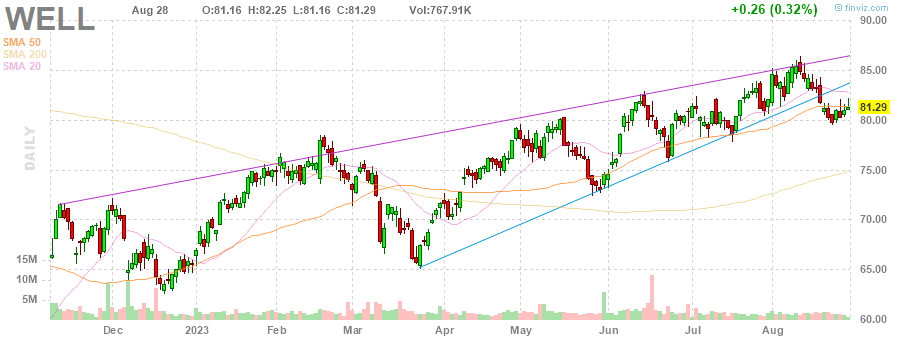 WELL
Aug 28 O:81.16 H:82.25 L:81.16 C:81.29 Vol:767.91K +0.26 (0.32%)
finviz.com
SMA 50
SMA 200
SMA 20
DAILY
90.00
85.00
81.29
80.00
75.00
70.00
65.00
60.00
15M
10M
5M
Dec 2023 Feb Mar Apr May Jun Jul Aug